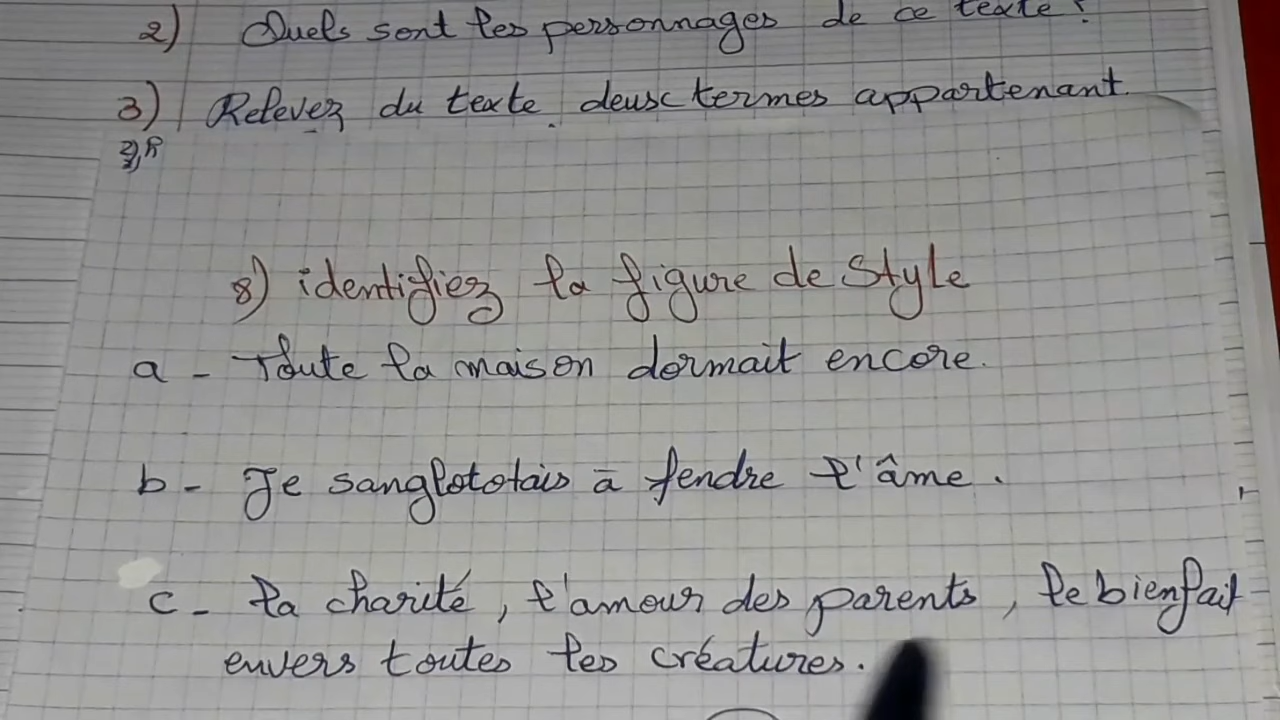 2) Quels sont les personnages de ce texte ?
3) Relevez du texte deux termes appartenant
8) identifiez la figure de Style
a - Toute la maison dormait encore.
b - Je sanglototais à fendre l'âme.
c - la charité, l'amour des parents, le bienfait
envers toutes les créatures.